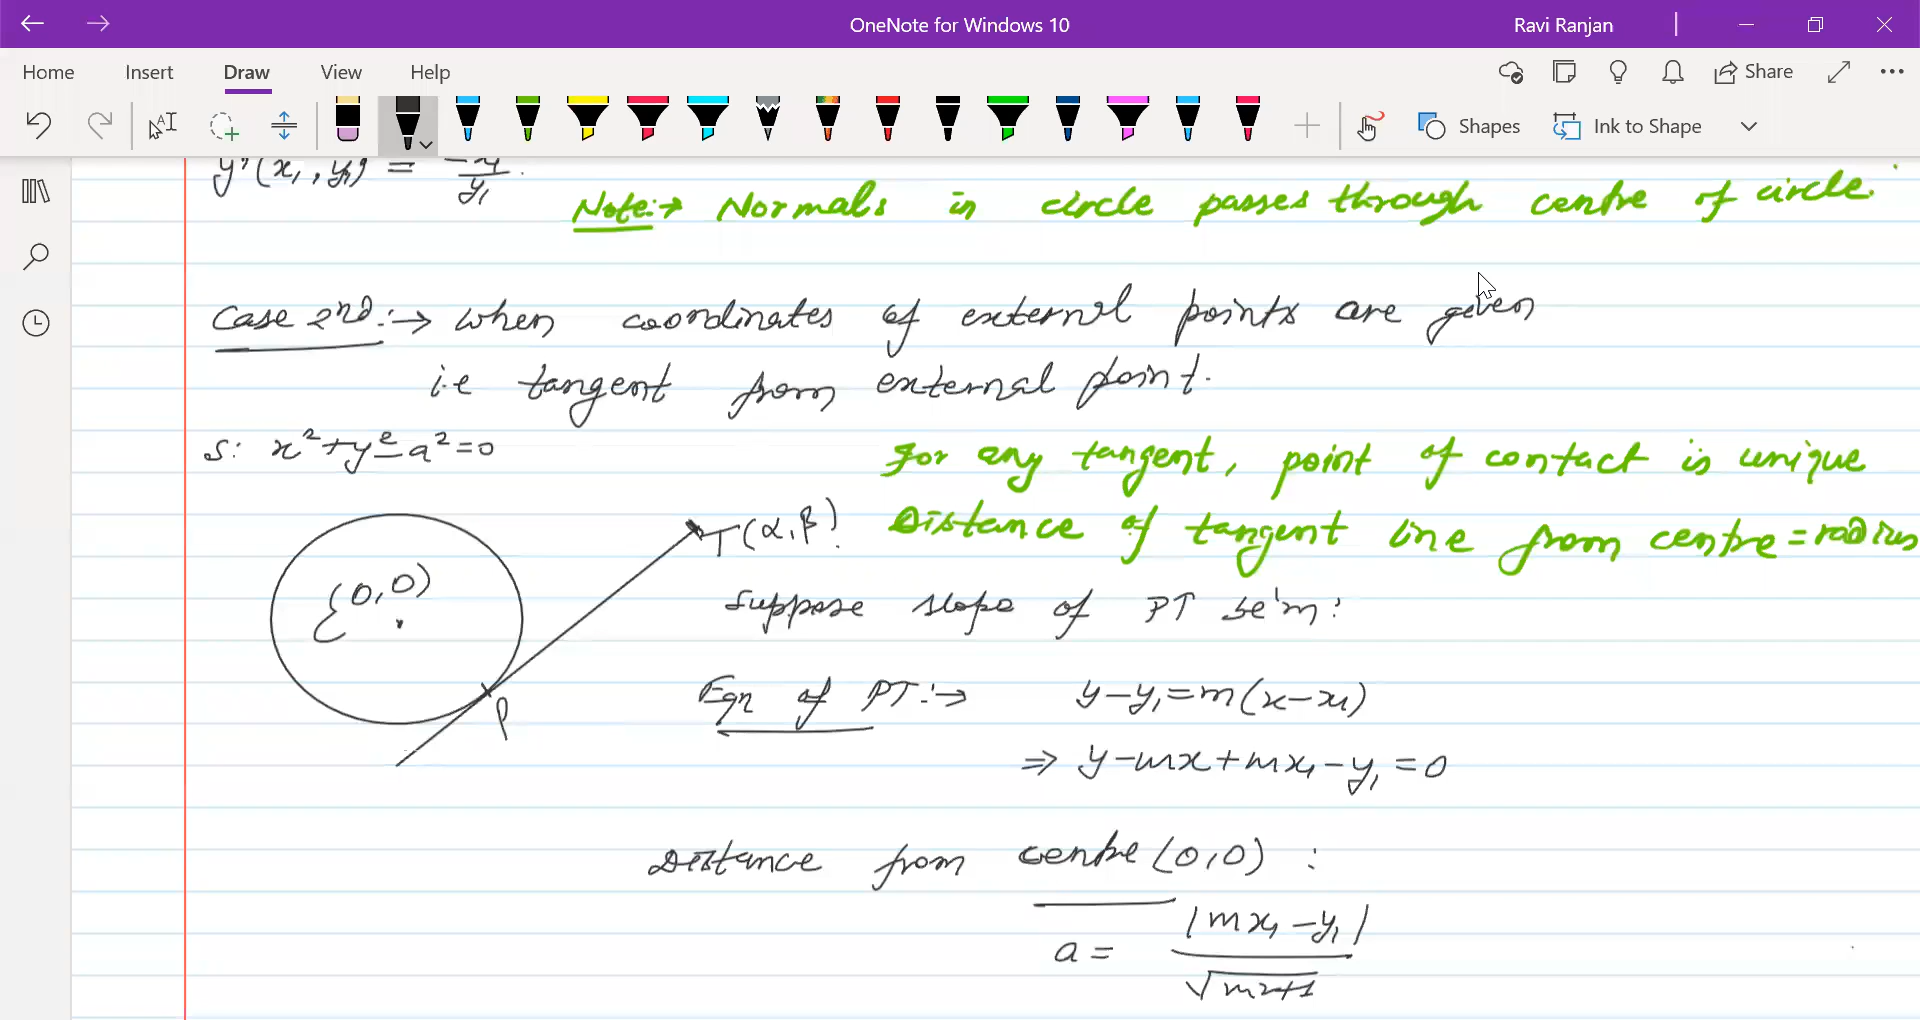 OneNote for Windows 10
Ravi Ranjan
Home Insert Draw View Help
Share
Shapes
Ink to Shape
y'(x₁, y₁) = -x₁/y₁.
Note:→ Normals in circle passes through centre of circle.
Case 2nd:→ When coordinates of external points are given
i.e tangent from external point.
S: x²+y²-a²=0
For any tangent, point of contact is unique
T(α,β)
Distance of tangent line from centre = radius
(0,0)
Suppose slope of PT be 'm'.
P
Eqn of PT:→ y-y₁=m(x-x₁)
⇒ y-mx+mx₁-y₁=0
Distance from centre (0,0) :
a = |mx₁-y₁| / √m²+1